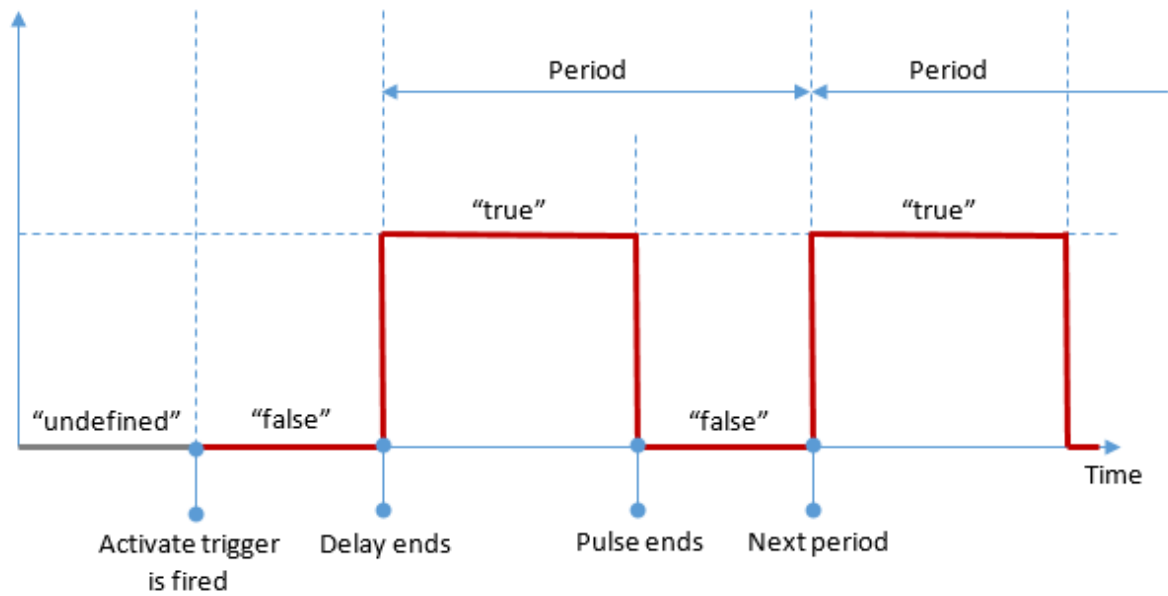 Period
Period
“true”
“true”
“undefined”
“false”
“false”
Time
Activate trigger
is fired
Delay ends
Pulse ends
Next period